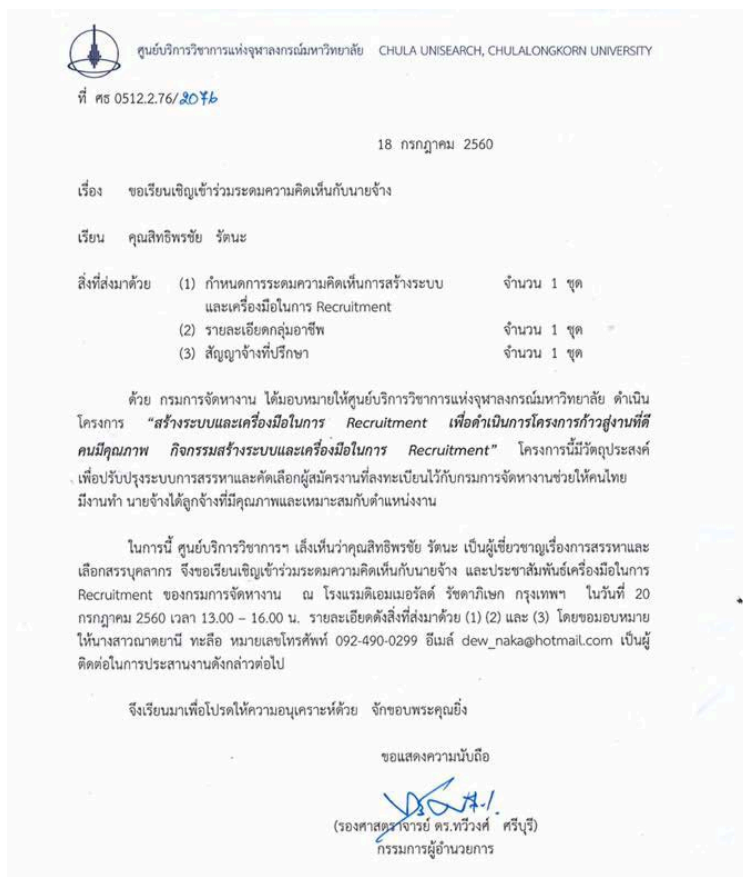 ศูนย์บริการวิชาการแห่งจุฬาลงกรณ์มหาวิทยาลัย CHULA UNISEARCH, CHULALONGKORN UNIVERSITY
ที่ ศธ 0512.2.76/2076
18 กรกฎาคม 2560
เรื่อง ขอเรียนเชิญเข้าร่วมระดมความคิดเห็นกับนายจ้าง
เรียน คุณสิทธิพรชัย รัตนะ
สิ่งที่ส่งมาด้วย (1) กำหนดการระดมความคิดเห็นการสร้างระบบ จำนวน 1 ชุด
และเครื่องมือในการ Recruitment
(2) รายละเอียดกลุ่มอาชีพ จำนวน 1 ชุด
(3) สัญญาจ้างที่ปรึกษา จำนวน 1 ชุด
ด้วย กรมการจัดหางาน ได้มอบหมายให้ศูนย์บริการวิชาการแห่งจุฬาลงกรณ์มหาวิทยาลัย ดำเนิน
โครงการ "สร้างระบบและเครื่องมือในการ Recruitment เพื่อดำเนินการโครงการก้าวสู่งานที่ดี
คนมีคุณภาพ กิจกรรมสร้างระบบและเครื่องมือในการ Recruitment" โครงการนี้มีวัตถุประสงค์
เพื่อปรับปรุงระบบการสรรหาและคัดเลือกผู้สมัครงานที่ลงทะเบียนไว้กับกรมการจัดหางานช่วยให้คนไทย
มีงานทำ นายจ้างได้ลูกจ้างที่มีคุณภาพและเหมาะสมกับตำแหน่งงาน
ในการนี้ ศูนย์บริการวิชาการฯ เล็งเห็นว่าคุณสิทธิพรชัย รัตนะ เป็นผู้เชี่ยวชาญเรื่องการสรรหาและ
เลือกสรรบุคลากร จึงขอเรียนเชิญเข้าร่วมระดมความคิดเห็นกับนายจ้าง และประชาสัมพันธ์เครื่องมือในการ
Recruitment ของกรมการจัดหางาน ณ โรงแรมดิเอมเมอรัลด์ รัชดาภิเษก กรุงเทพฯ ในวันที่ 20
กรกฎาคม 2560 เวลา 13.00 – 16.00 น. รายละเอียดดังสิ่งที่ส่งมาด้วย (1) (2) และ (3) โดยขอมอบหมาย
ให้นางสาวณาตยานี ทะลือ หมายเลขโทรศัพท์ 092-490-0299 อีเมล์ dew_naka@hotmail.com เป็นผู้
ติดต่อในการประสานงานดังกล่าวต่อไป
จึงเรียนมาเพื่อโปรดให้ความอนุเคราะห์ด้วย จักขอบพระคุณยิ่ง
ขอแสดงความนับถือ
(รองศาสตราจารย์ ดร.ทวีวงศ์ ศรีบุรี)
กรรมการผู้อำนวยการ